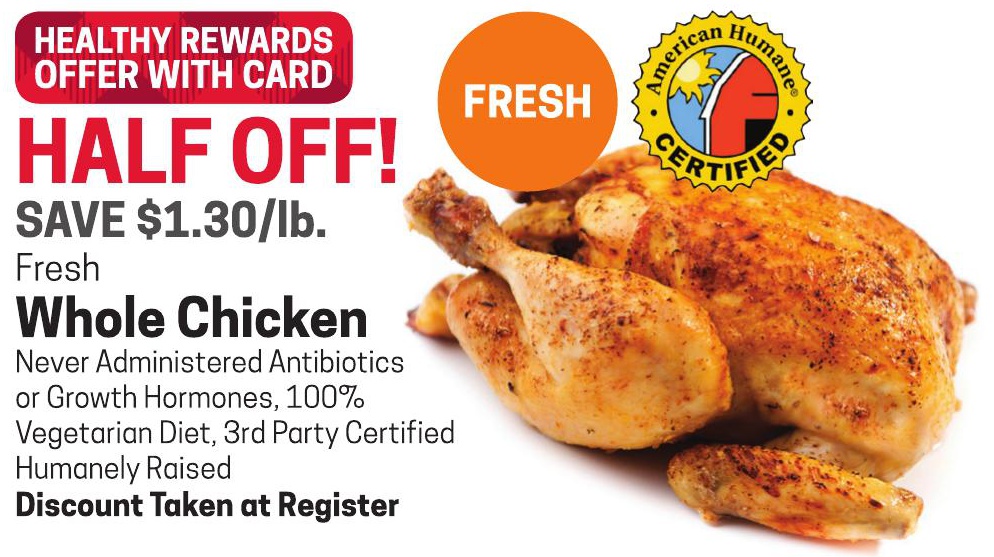 HEALTHY REWARDS
OFFER WITH CARD
HALF OFF!
SAVE $1.30/lb.
Fresh
Whole Chicken
Never Administered Antibiotics
or Growth Hormones, 100%
Vegetarian Diet, 3rd Party Certified
Humanely Raised
Discount Taken at Register
FRESH
American Humane®
CERTIFIED